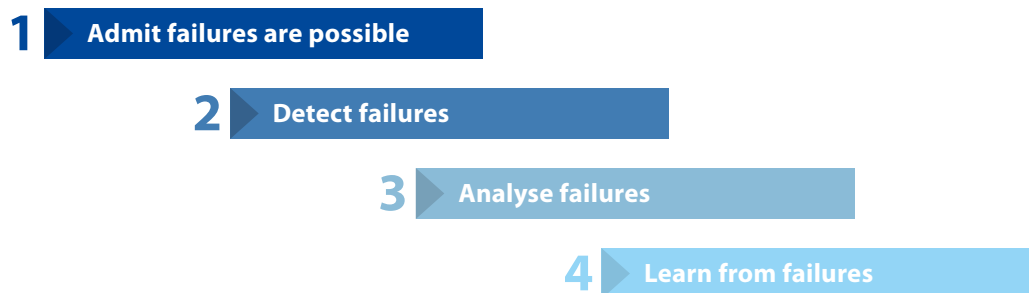 1 Admit failures are possible
2 Detect failures
3 Analyse failures
4 Learn from failures